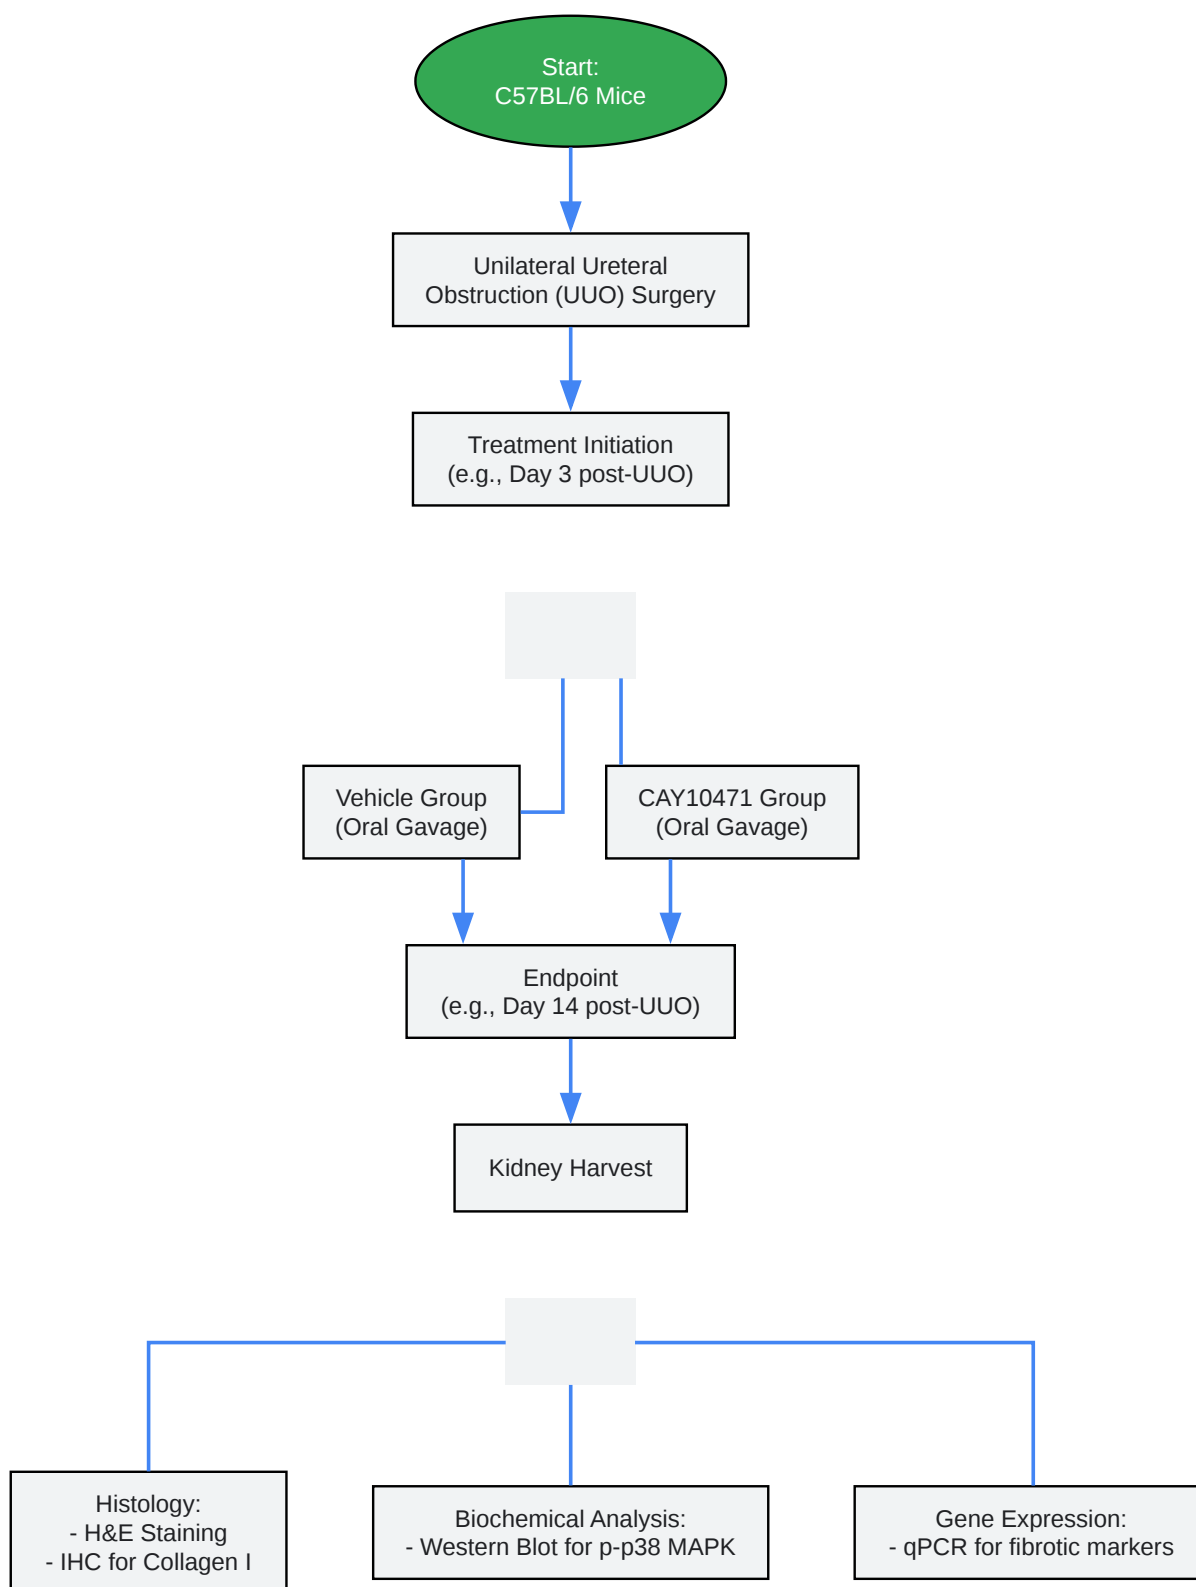 Start:
C57BL/6 Mice
Unilateral Ureteral
Obstruction (UUO) Surgery
Treatment Initiation
(e.g., Day 3 post-UUO)
Vehicle Group
(Oral Gavage)
CAY10471 Group
(Oral Gavage)
Endpoint
(e.g., Day 14 post-UUO)
Kidney Harvest
Histology:
- H&E Staining
- IHC for Collagen I
Biochemical Analysis:
- Western Blot for p-p38 MAPK
Gene Expression:
- qPCR for fibrotic markers